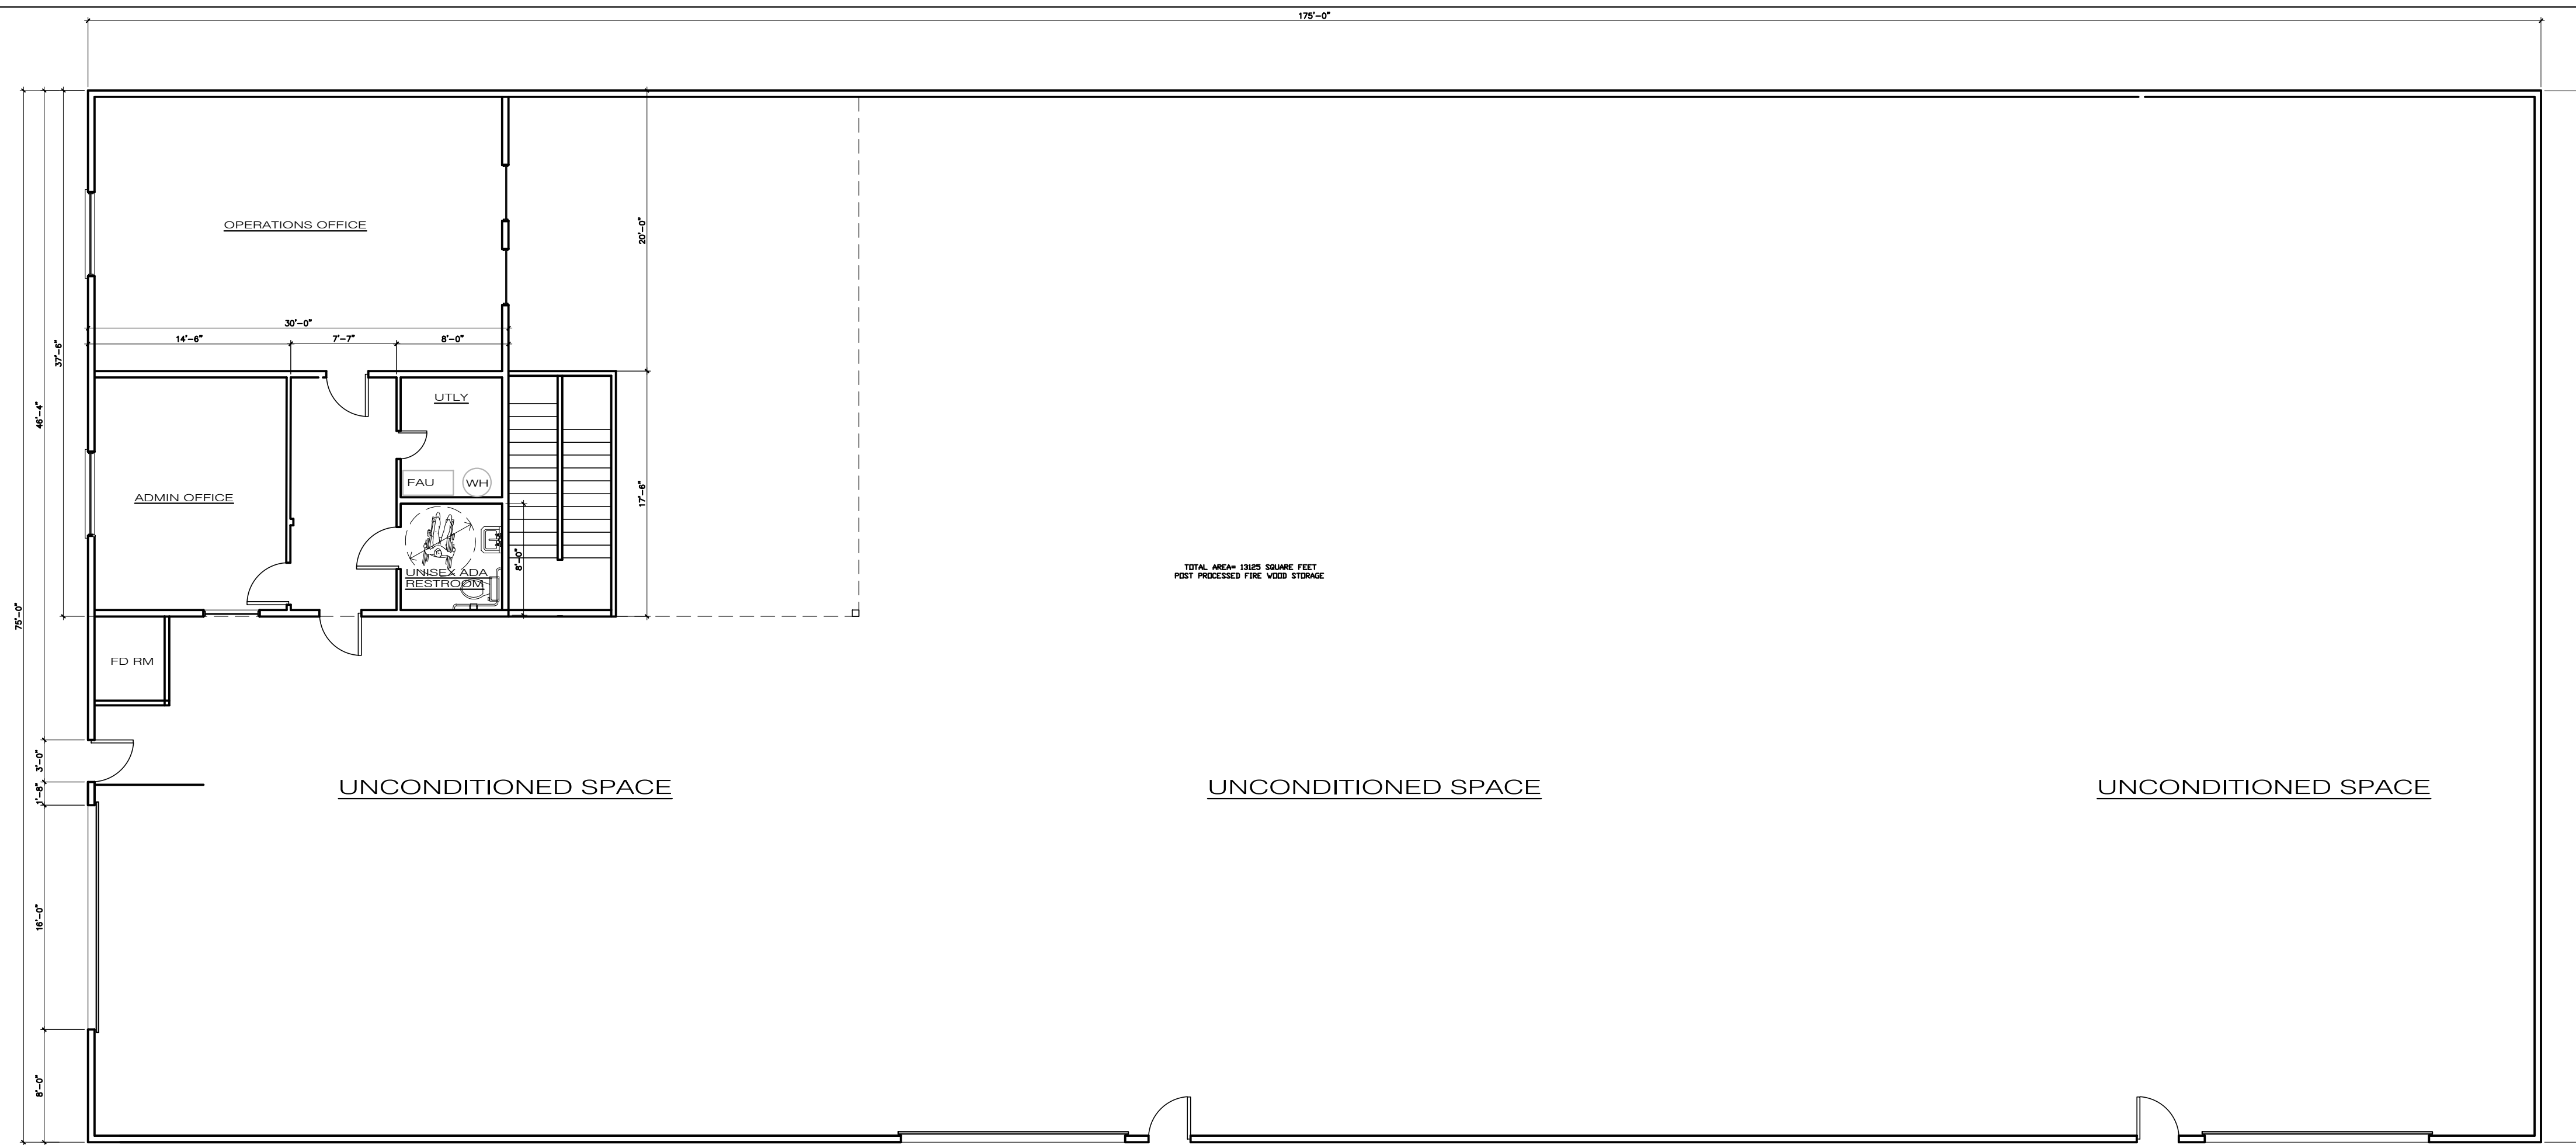 175'-0"
OPERATIONS OFFICE
20'-0"
30'-0"
14'-6"
7'-7"
8'-0"
37'-6"
46'-4"
75'-0"
UTLY
FAU
WH
ADMIN OFFICE
17'-6"
8'-0"
UNISEX ADA
RESTROOM
TOTAL AREA= 13125 SQUARE FEET
POST PROCESSED FIRE WOOD STORAGE
FD RM
3'-0"
1'-8"
UNCONDITIONED SPACE
UNCONDITIONED SPACE
UNCONDITIONED SPACE
16'-0"
8'-0"